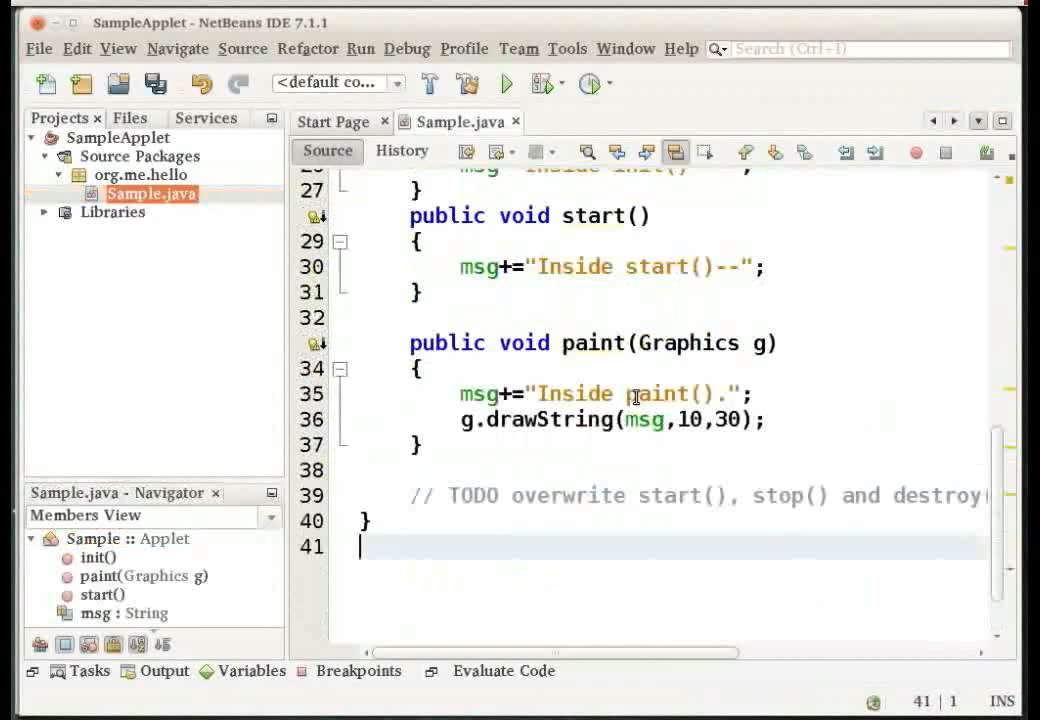 SampleApplet - NetBeans IDE 7.1.1
File Edit View Navigate Source Refactor Run Debug Profile Team Tools Window Help Search (Ctrl+I)
<default co...
Projects Files Services
SampleApplet
Source Packages
org.me.hello
Sample.java
Libraries
Start Page Sample.java
Source History
27 }
public void start()
29 {
30 msg+="Inside start()--";
31 }
32
public void paint(Graphics g)
34 {
35 msg+="Inside paint().";
36 g.drawString(msg,10,30);
37 }
38
39 // TODO overwrite start(), stop() and destroy(
40 }
41
Sample.java - Navigator
Members View
Sample :: Applet
init()
paint(Graphics g)
start()
msg : String
Tasks Output Variables Breakpoints Evaluate Code
41 | 1 INS